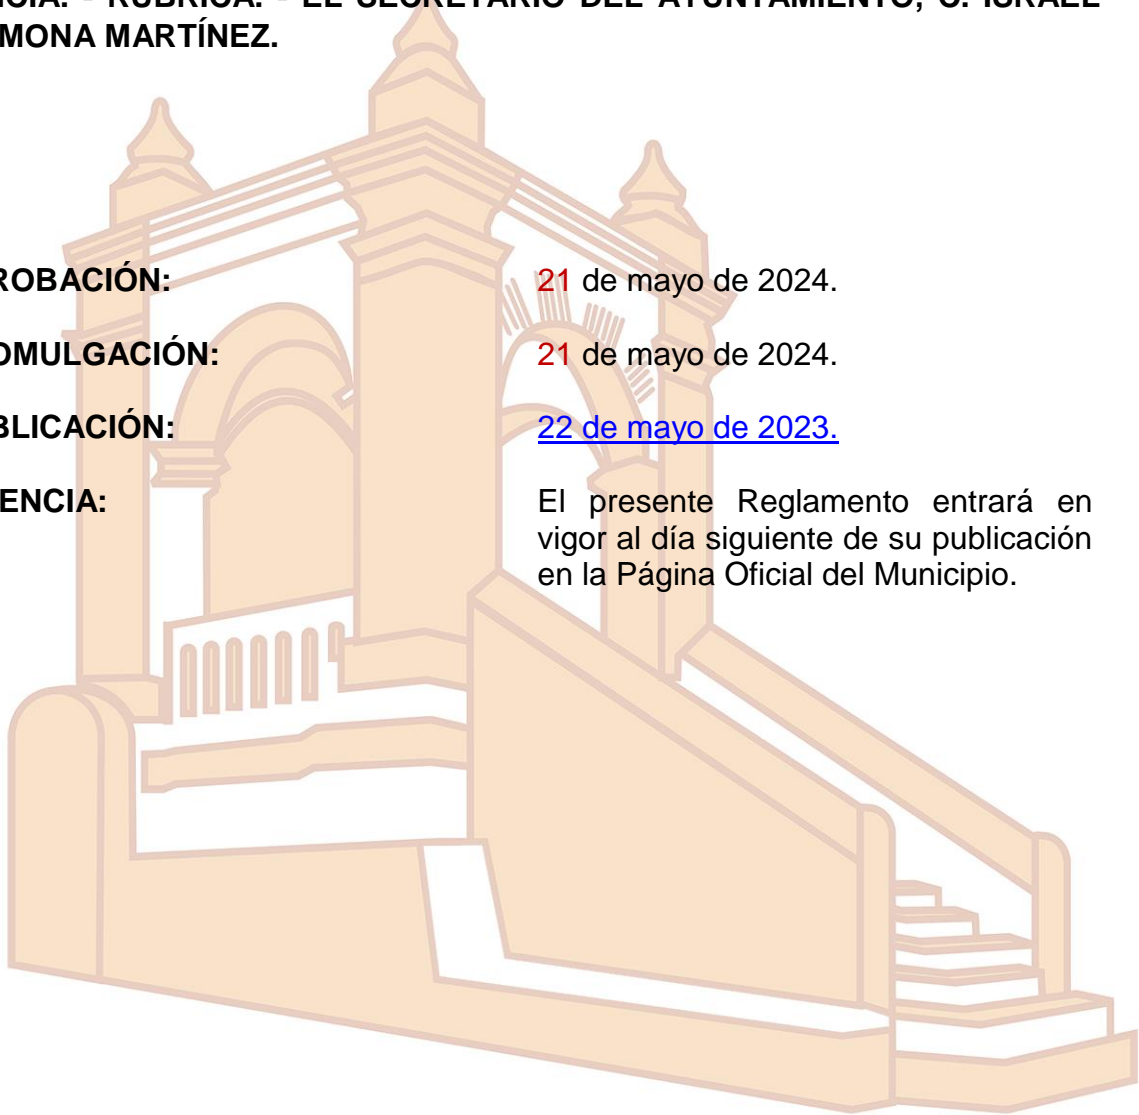 NCIA. - RÚBRICA. - EL SECRETARIO DEL AYUNTAMIENTO, C. ISRAEL
MONA MARTÍNEZ.
ROBACIÓN: 21 de mayo de 2024.
OMULGACIÓN: 21 de mayo de 2024.
BLICACIÓN: 22 de mayo de 2023.
ENCIA: El presente Reglamento entrará en
vigor al día siguiente de su publicación
en la Página Oficial del Municipio.